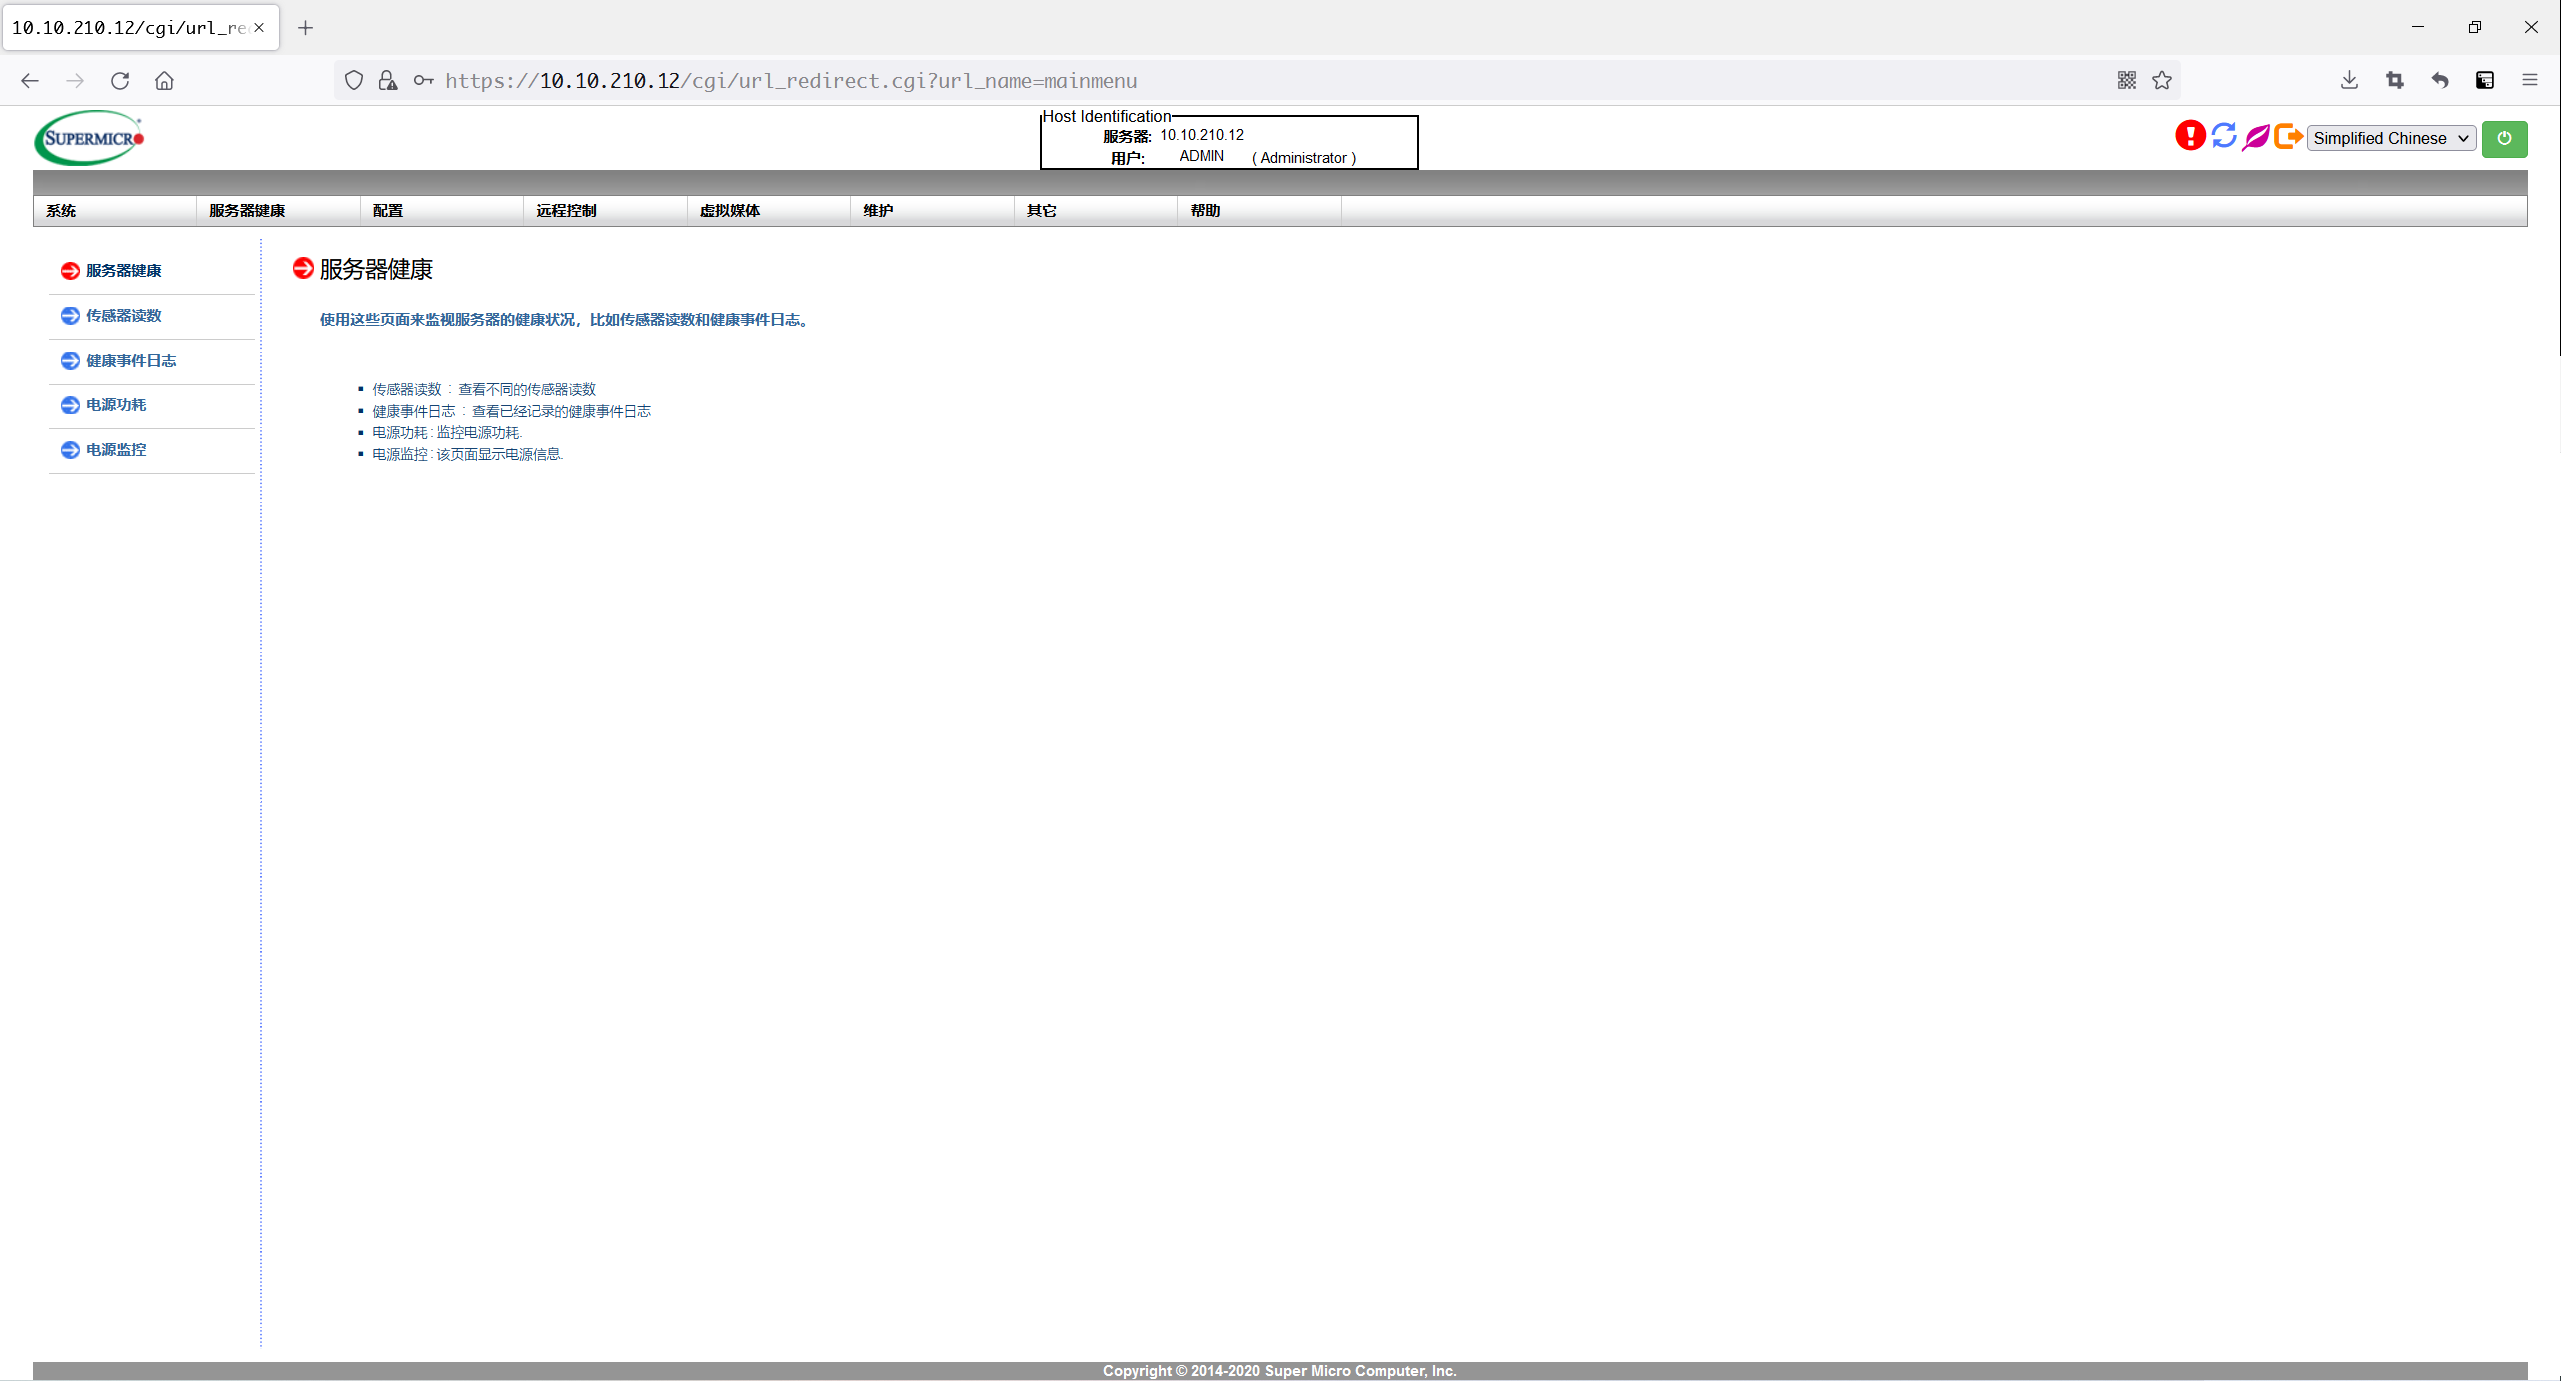 10.10.210.12/cgi/url_re
https://10.10.210.12/cgi/url_redirect.cgi?url_name=mainmenu
SUPERMICRO
Host Identification
服务器: 10.10.210.12
用户: ADMIN ( Administrator )
Simplified Chinese
系统 服务器健康 配置 远程控制 虚拟媒体 维护 其它 帮助
服务器健康
传感器读数
健康事件日志
电源功耗
电源监控
服务器健康
使用这些页面来监视服务器的健康状况，比如传感器读数和健康事件日志。
传感器读数 : 查看不同的传感器读数
健康事件日志 : 查看已经记录的健康事件日志
电源功耗 : 监控电源功耗.
电源监控 : 该页面显示电源信息.
Copyright © 2014-2020 Super Micro Computer, Inc.